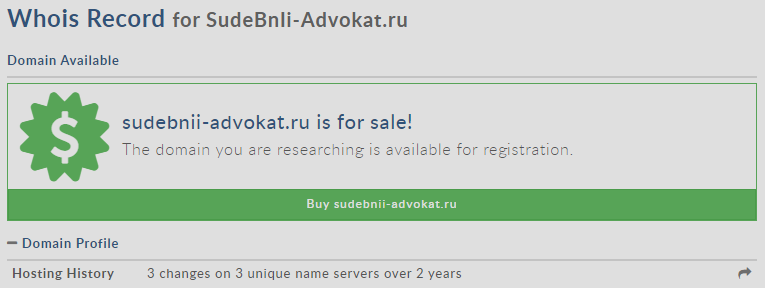 Whois Record for SudeBnIi-Advokat.ru
Domain Available
$
sudebnii-advokat.ru is for sale!
The domain you are researching is available for registration.
Buy sudebnii-advokat.ru
Domain Profile
Hosting History 3 changes on 3 unique name servers over 2 years